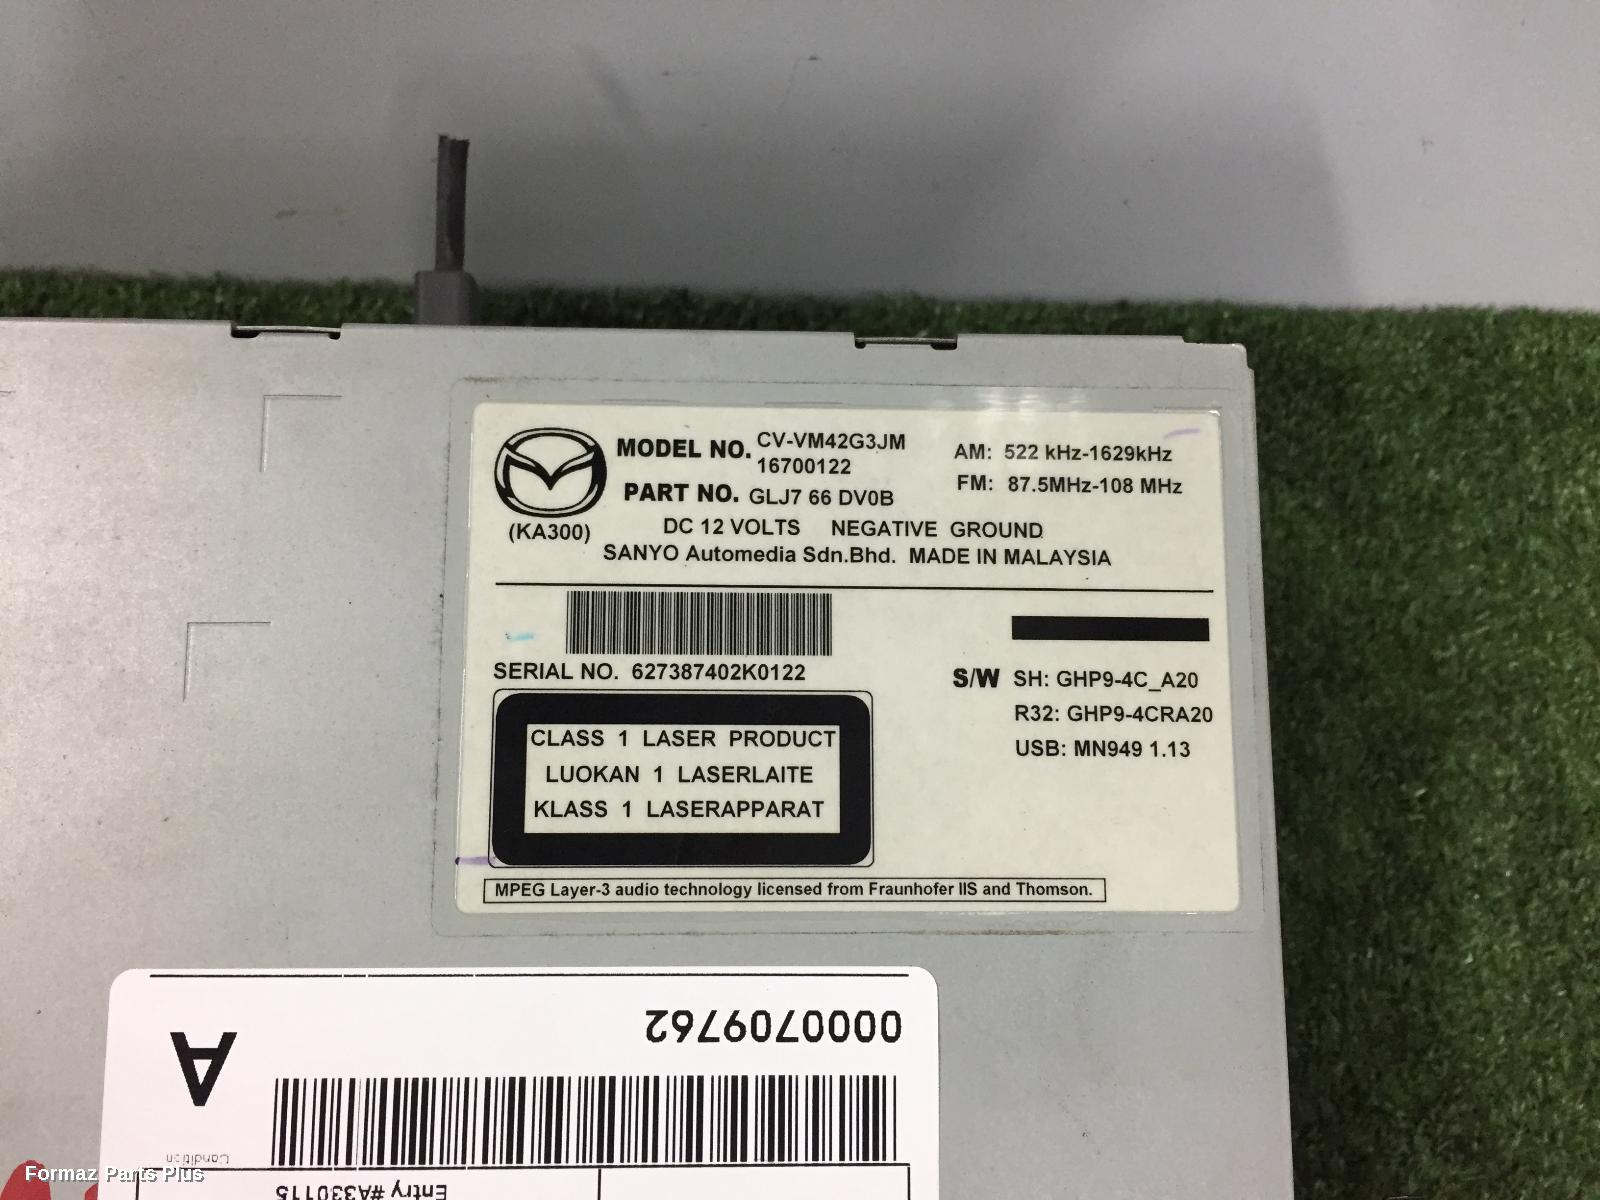 MODEL NO. CV-VM42G3JM
16700122
PART NO. GLJ7 66 DV0B
AM: 522 kHz-1629kHz
FM: 87.5MHz-108 MHz
(KA300)
DC 12 VOLTS NEGATIVE GROUND
SANYO Automedia Sdn.Bhd. MADE IN MALAYSIA
SERIAL NO. 627387402K0122
S/W SH: GHP9-4C_A20
R32: GHP9-4CRA20
USB: MN949 1.13
CLASS 1 LASER PRODUCT
LUOKAN 1 LASERLAITE
KLASS 1 LASERAPPARAT
MPEG Layer-3 audio technology licensed from Fraunhofer IIS and Thomson.
0000709762
A
Condition
Entry #A330115
Formaz Parts Plus